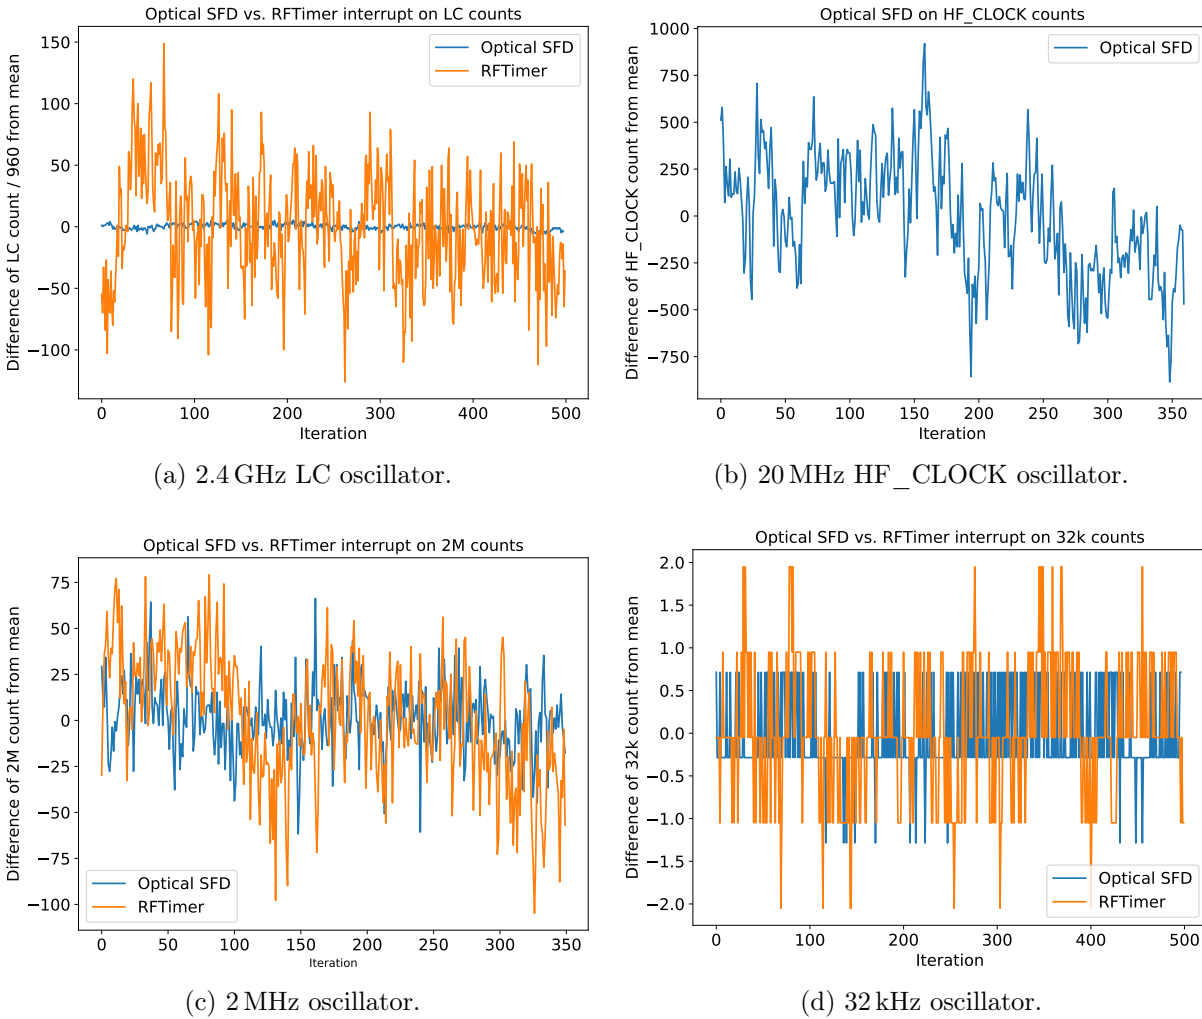 Optical SFD vs. RFTimer interrupt on LC counts
Difference of LC count / 960 from mean
150
100
50
0
−50
−100
0
100
200
300
400
500
Iteration
Optical SFD
RFTimer
(a) 2.4 GHz LC oscillator.
Optical SFD on HF_CLOCK counts
Difference of HF_CLOCK count from mean
1000
750
500
250
0
−250
−500
−750
0
50
100
150
200
250
300
350
Iteration
Optical SFD
(b) 20 MHz HF_CLOCK oscillator.
Optical SFD vs. RFTimer interrupt on 2M counts
Difference of 2M count from mean
75
50
25
0
−25
−50
−75
−100
0
50
100
150
200
250
300
350
Iteration
Optical SFD
RFTimer
(c) 2 MHz oscillator.
Optical SFD vs. RFTimer interrupt on 32k counts
Difference of 32k count from mean
2.0
1.5
1.0
0.5
0.0
−0.5
−1.0
−1.5
−2.0
0
100
200
300
400
500
Iteration
Optical SFD
RFTimer
(d) 32 kHz oscillator.